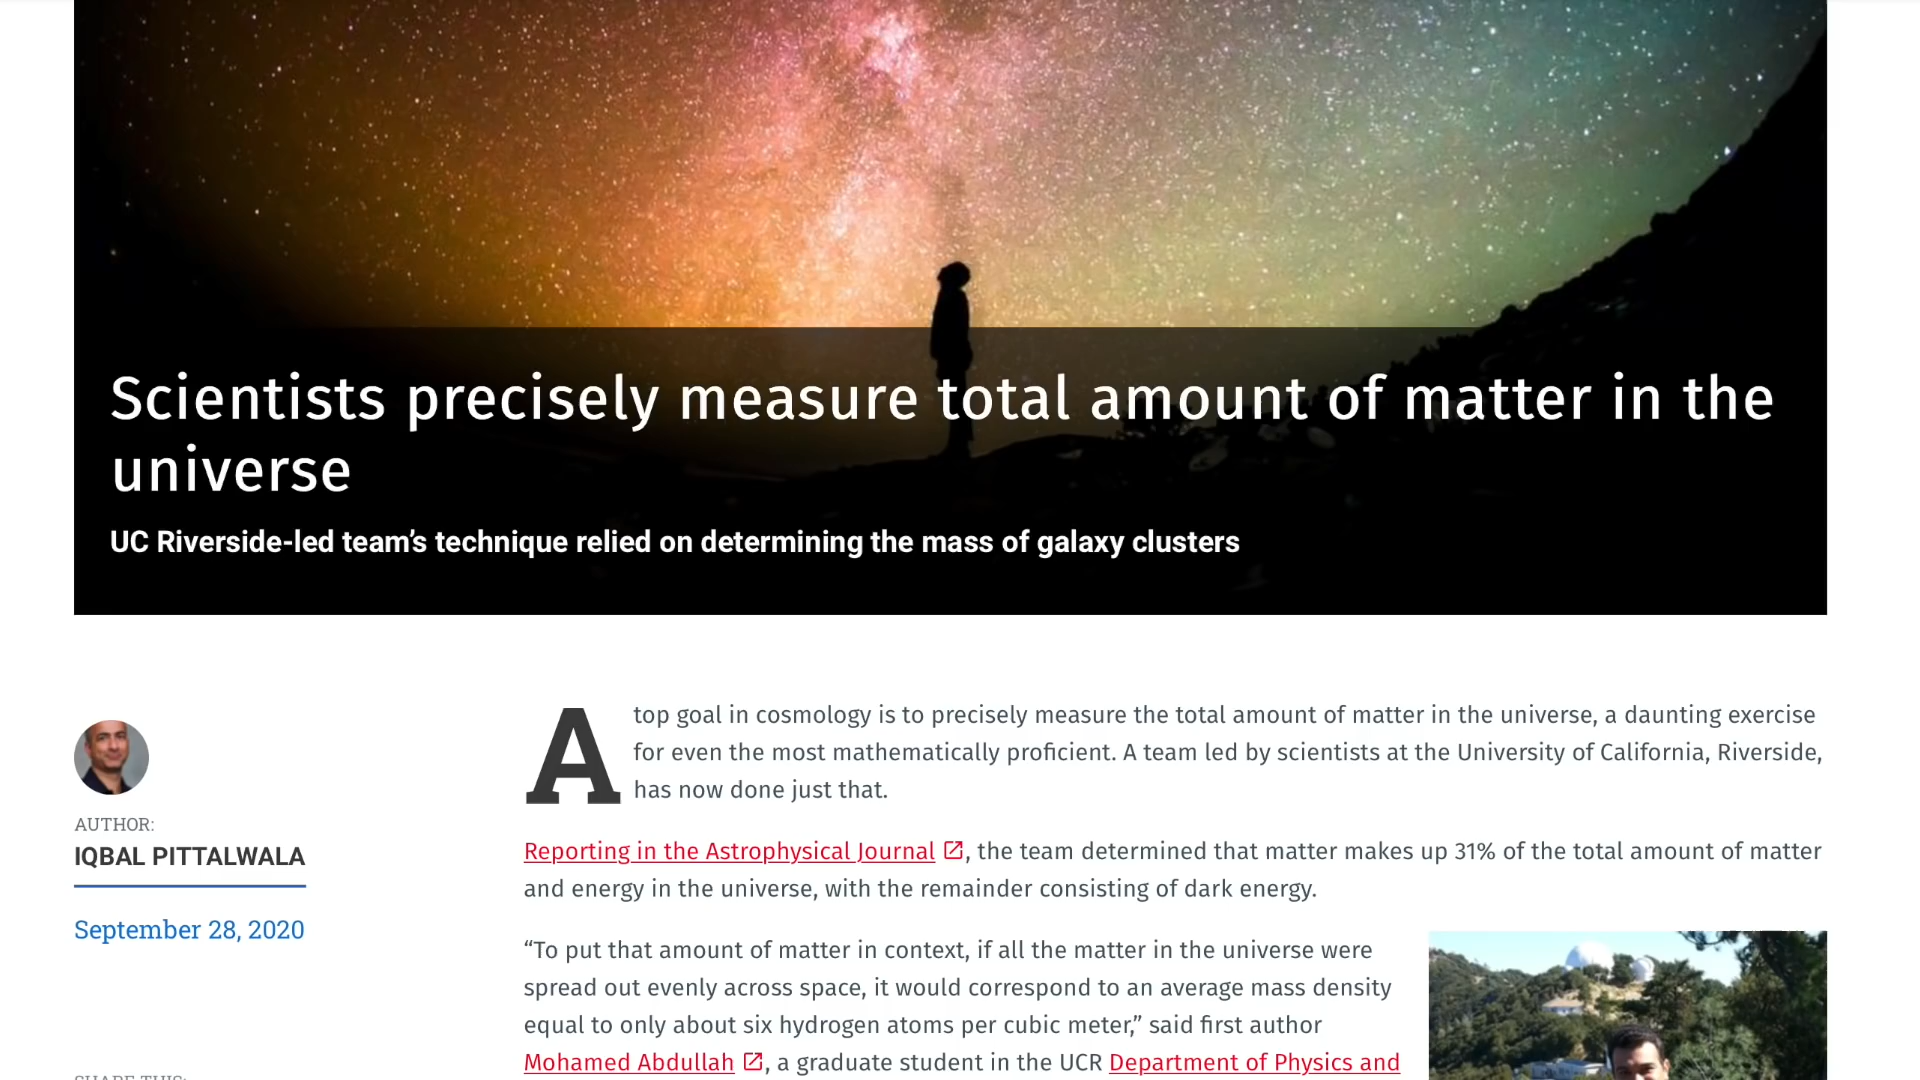 Scientists precisely measure total amount of matter in the
universe
UC Riverside-led team’s technique relied on determining the mass of galaxy clusters
AUTHOR:
IQBAL PITTALWALA
September 28, 2020
SHARE THIS:
A top goal in cosmology is to precisely measure the total amount of matter in the universe, a daunting exercise
for even the most mathematically proficient. A team led by scientists at the University of California, Riverside,
has now done just that.
Reporting in the Astrophysical Journal, the team determined that matter makes up 31% of the total amount of matter
and energy in the universe, with the remainder consisting of dark energy.
“To put that amount of matter in context, if all the matter in the universe were
spread out evenly across space, it would correspond to an average mass density
equal to only about six hydrogen atoms per cubic meter,” said first author
Mohamed Abdullah, a graduate student in the UCR Department of Physics and